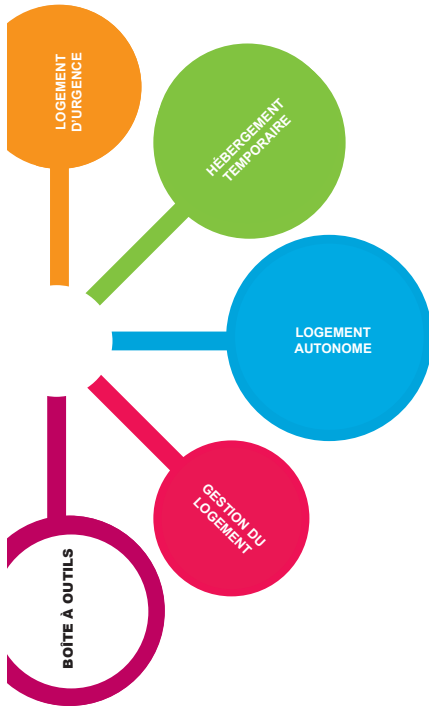 LOGEMENT
D'URGENCE
HÉBERGEMENT
TEMPORAIRE
LOGEMENT
AUTONOME
GESTION DU
LOGEMENT
BOÎTE À OUTILS